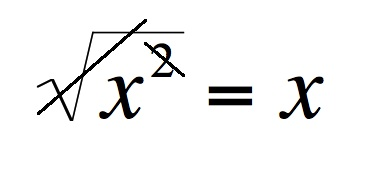 √x² = x